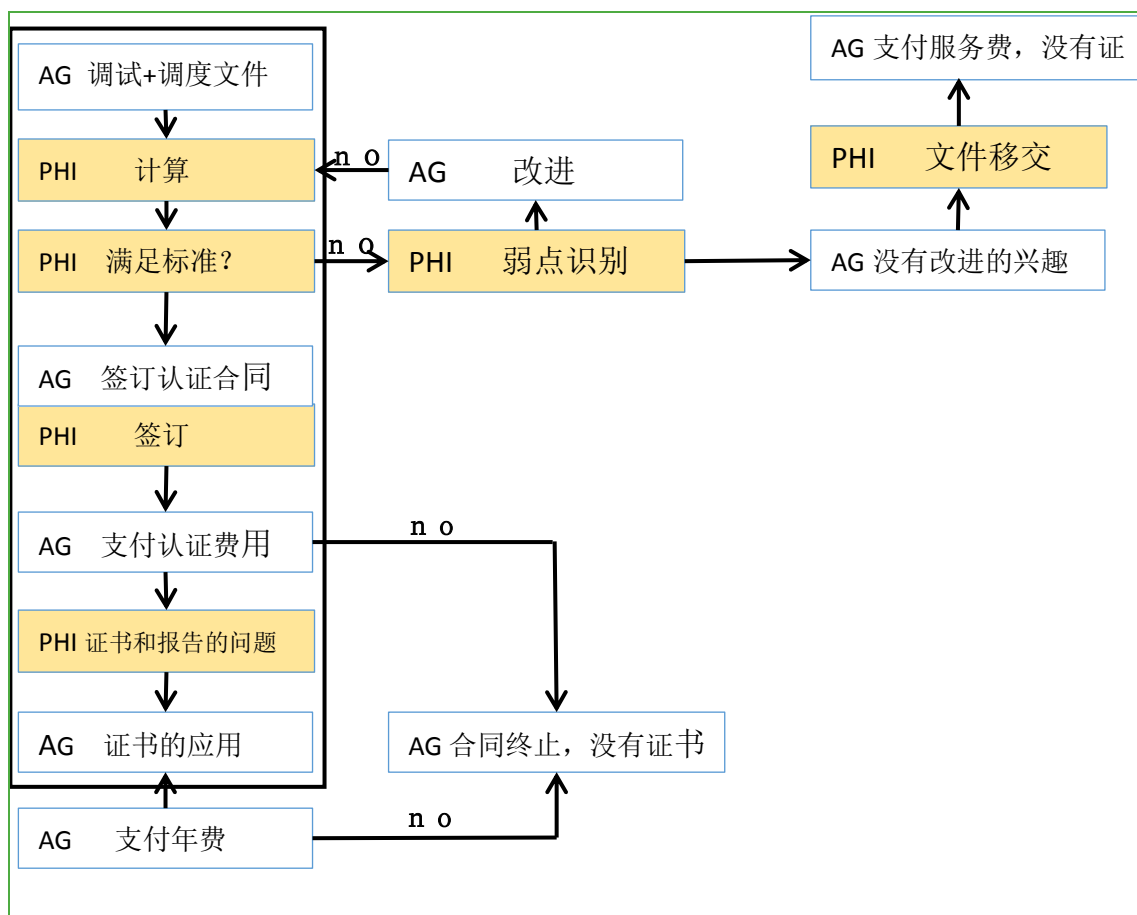 AG 调试+调度文件
AG 支付服务费，没有证
PHI 计算
no
AG 改进
PHI 文件移交
PHI 满足标准？
no
PHI 弱点识别
AG 没有改进的兴趣
AG 签订认证合同
PHI 签订
AG 支付认证费用
no
PHI 证书和报告的问题
AG 证书的应用
AG 合同终止，没有证书
AG 支付年费
no